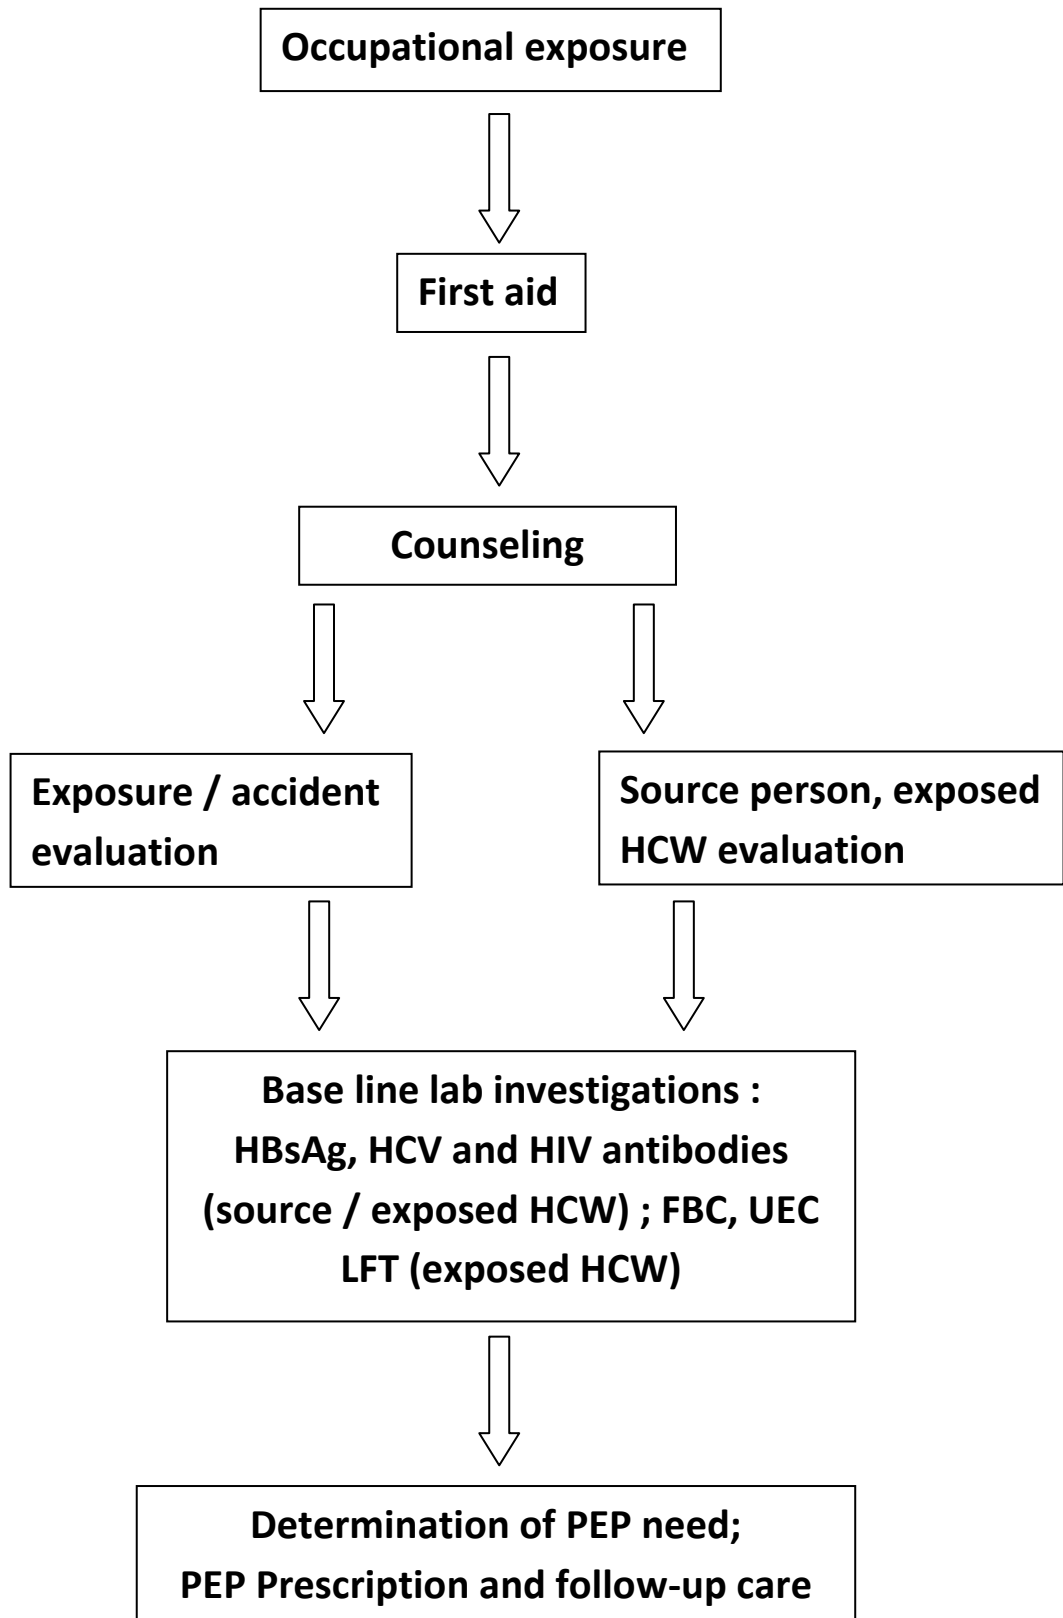 Occupational exposure
First aid
Counseling
Exposure / accident
evaluation
Source person, exposed
HCW evaluation
Base line lab investigations :
HBsAg, HCV and HIV antibodies
(source / exposed HCW) ; FBC, UEC
LFT (exposed HCW)
Determination of PEP need;
PEP Prescription and follow-up care